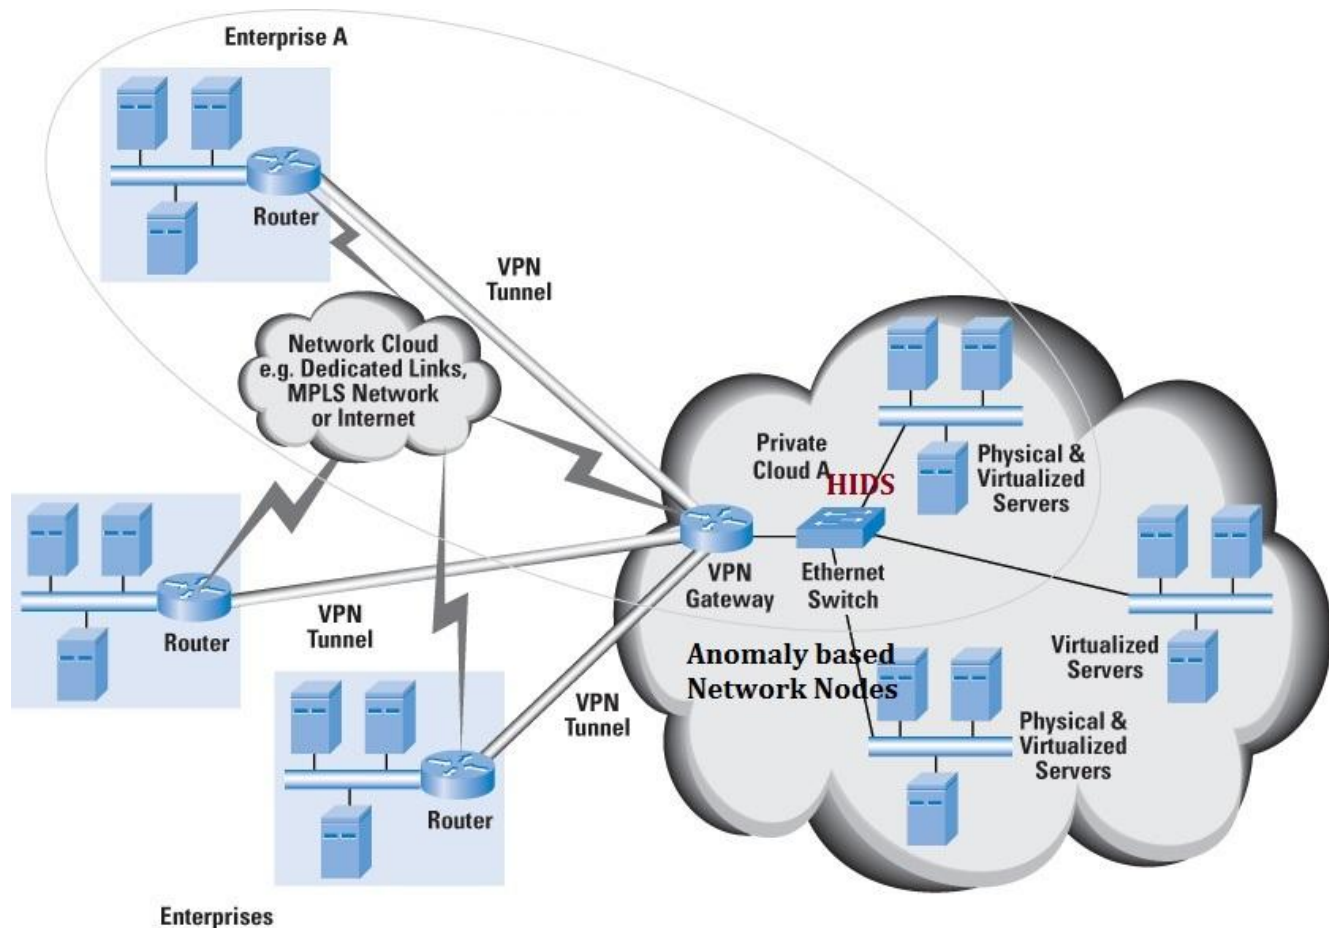 Enterprise A
Router
VPN
Tunnel
Network Cloud
e.g. Dedicated Links,
MPLS Network
or Internet
Private
Cloud A
HIDS
Physical &
Virtualized
Servers
VPN
Gateway
Ethernet
Switch
Router
VPN
Tunnel
Virtualized
Servers
Anomaly based
Network Nodes
VPN
Tunnel
Physical &
Virtualized
Servers
Router
Enterprises